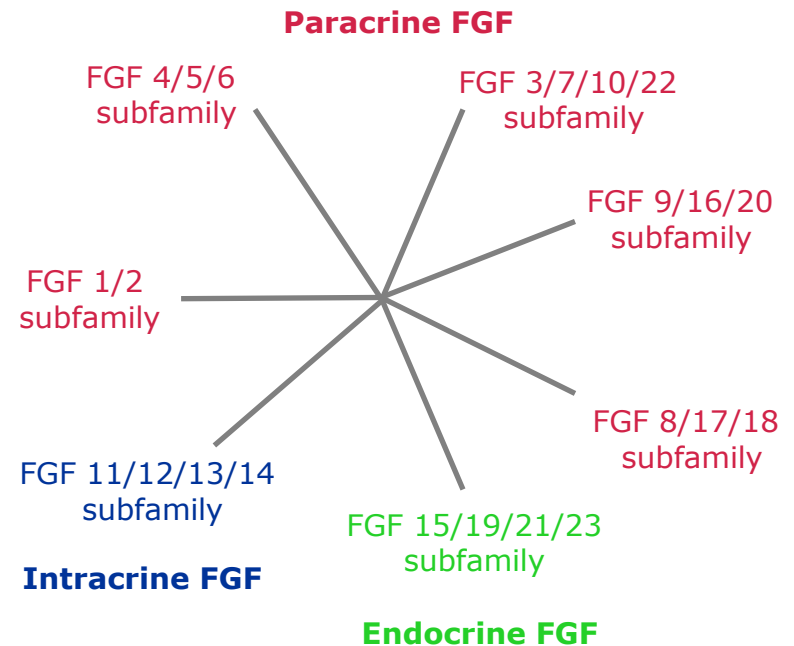 Paracrine FGF
FGF 4/5/6
subfamily
FGF 3/7/10/22
subfamily
FGF 9/16/20
subfamily
FGF 1/2
subfamily
FGF 8/17/18
subfamily
FGF 11/12/13/14
subfamily
FGF 15/19/21/23
subfamily
Intracrine FGF
Endocrine FGF